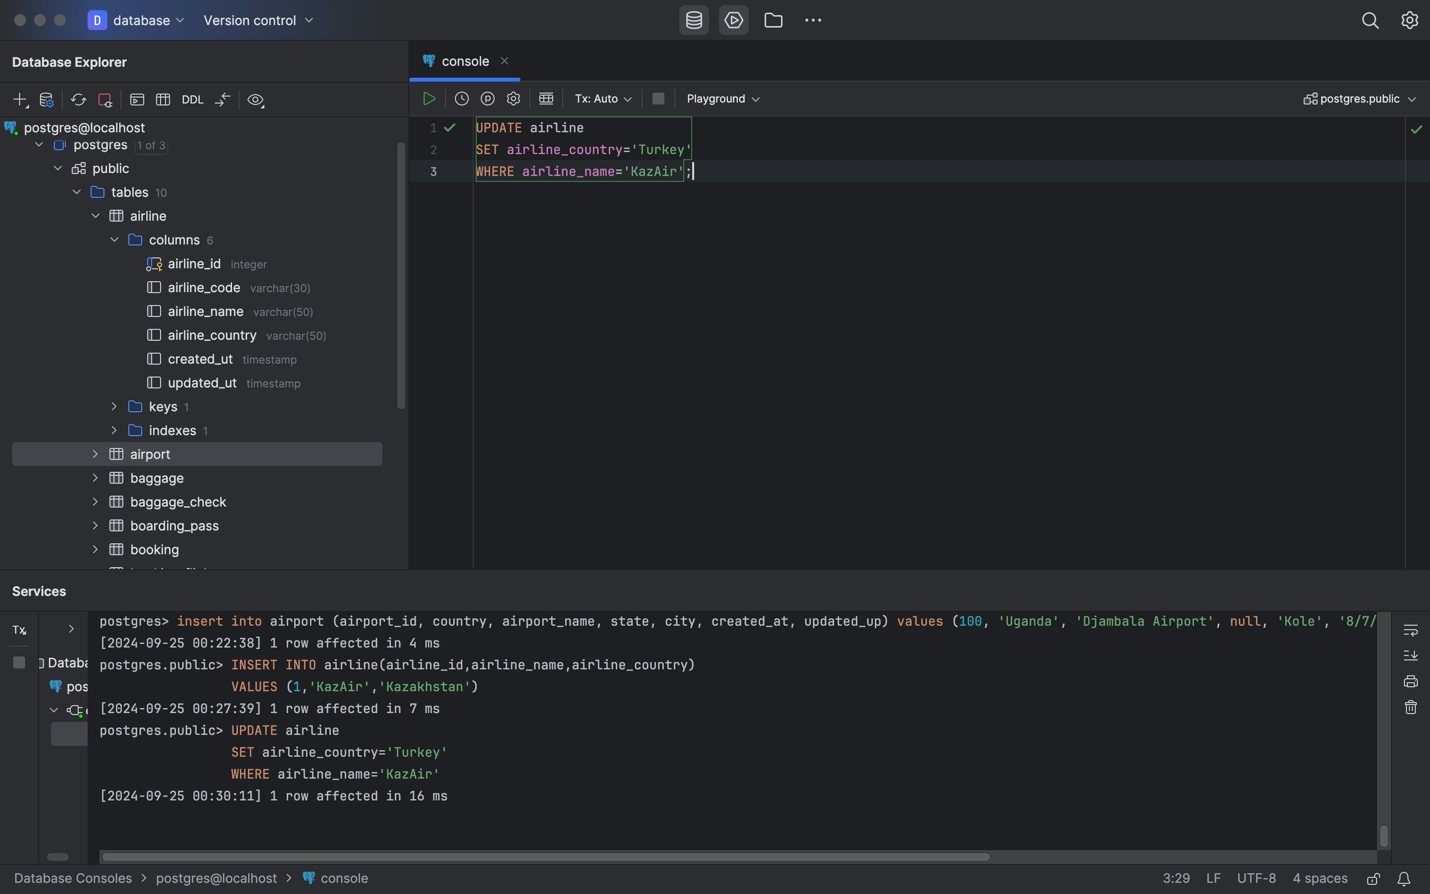 D database Version control
Database Explorer
console
DDL
Tx: Auto Playground postgres.public
postgres@localhost
postgres 1 of 3
public
tables 10
airline
columns 6
airline_id integer
airline_code varchar(30)
airline_name varchar(50)
airline_country varchar(50)
created_ut timestamp
updated_ut timestamp
keys 1
indexes 1
airport
baggage
baggage_check
boarding_pass
booking
1 UPDATE airline
2 SET airline_country='Turkey'
3 WHERE airline_name='KazAir';
Services
Tx
Databa
pos
postgres> insert into airport (airport_id, country, airport_name, state, city, created_at, updated_up) values (100, 'Uganda', 'Djambala Airport', null, 'Kole', '8/7/
[2024-09-25 00:22:38] 1 row affected in 4 ms
postgres.public> INSERT INTO airline(airline_id,airline_name,airline_country)
VALUES (1,'KazAir','Kazakhstan')
[2024-09-25 00:27:39] 1 row affected in 7 ms
postgres.public> UPDATE airline
SET airline_country='Turkey'
WHERE airline_name='KazAir'
[2024-09-25 00:30:11] 1 row affected in 16 ms
Database Consoles > postgres@localhost > console
3:29 LF UTF-8 4 spaces